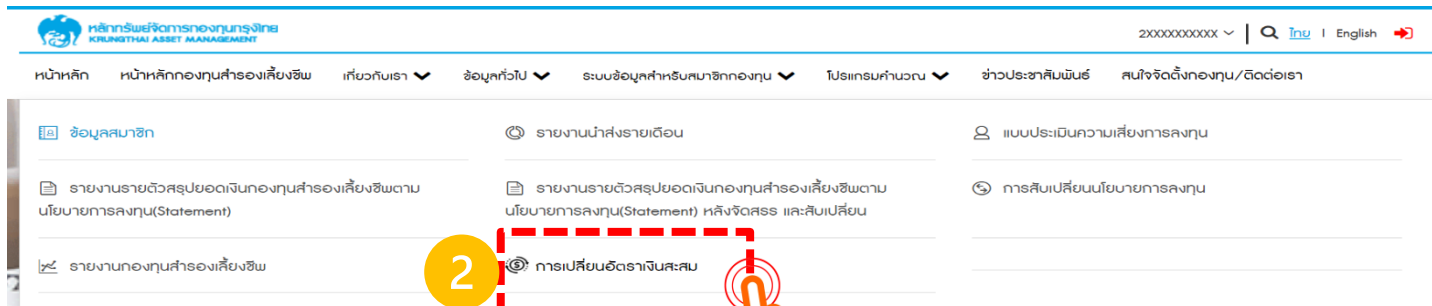 หลักทรัพย์จัดการกองทุนกรุงไทย
KRUNGTHAI ASSET MANAGEMENT
2XXXXXXXXXX ไทย | English
หน้าหลัก หน้าหลักกองทุนสำรองเลี้ยงชีพ เกี่ยวกับเรา ข้อมูลทั่วไป ระบบข้อมูลสำหรับสมาชิกกองทุน โปรแกรมคำนวณ ข่าวประชาสัมพันธ์ สนใจจัดตั้งกองทุน/ติดต่อเรา
ข้อมูลสมาชิก รายงานนำส่งรายเดือน แบบประเมินความเสี่ยงการลงทุน
รายงานรายตัวสรุปยอดเงินกองทุนสำรองเลี้ยงชีพตาม
นโยบายการลงทุน(Statement)
รายงานรายตัวสรุปยอดเงินกองทุนสำรองเลี้ยงชีพตาม
นโยบายการลงทุน(Statement) หลังจัดสรร และสับเปลี่ยน
การสับเปลี่ยนนโยบายการลงทุน
รายงานกองทุนสำรองเลี้ยงชีพ
2 การเปลี่ยนอัตราเงินสะสม